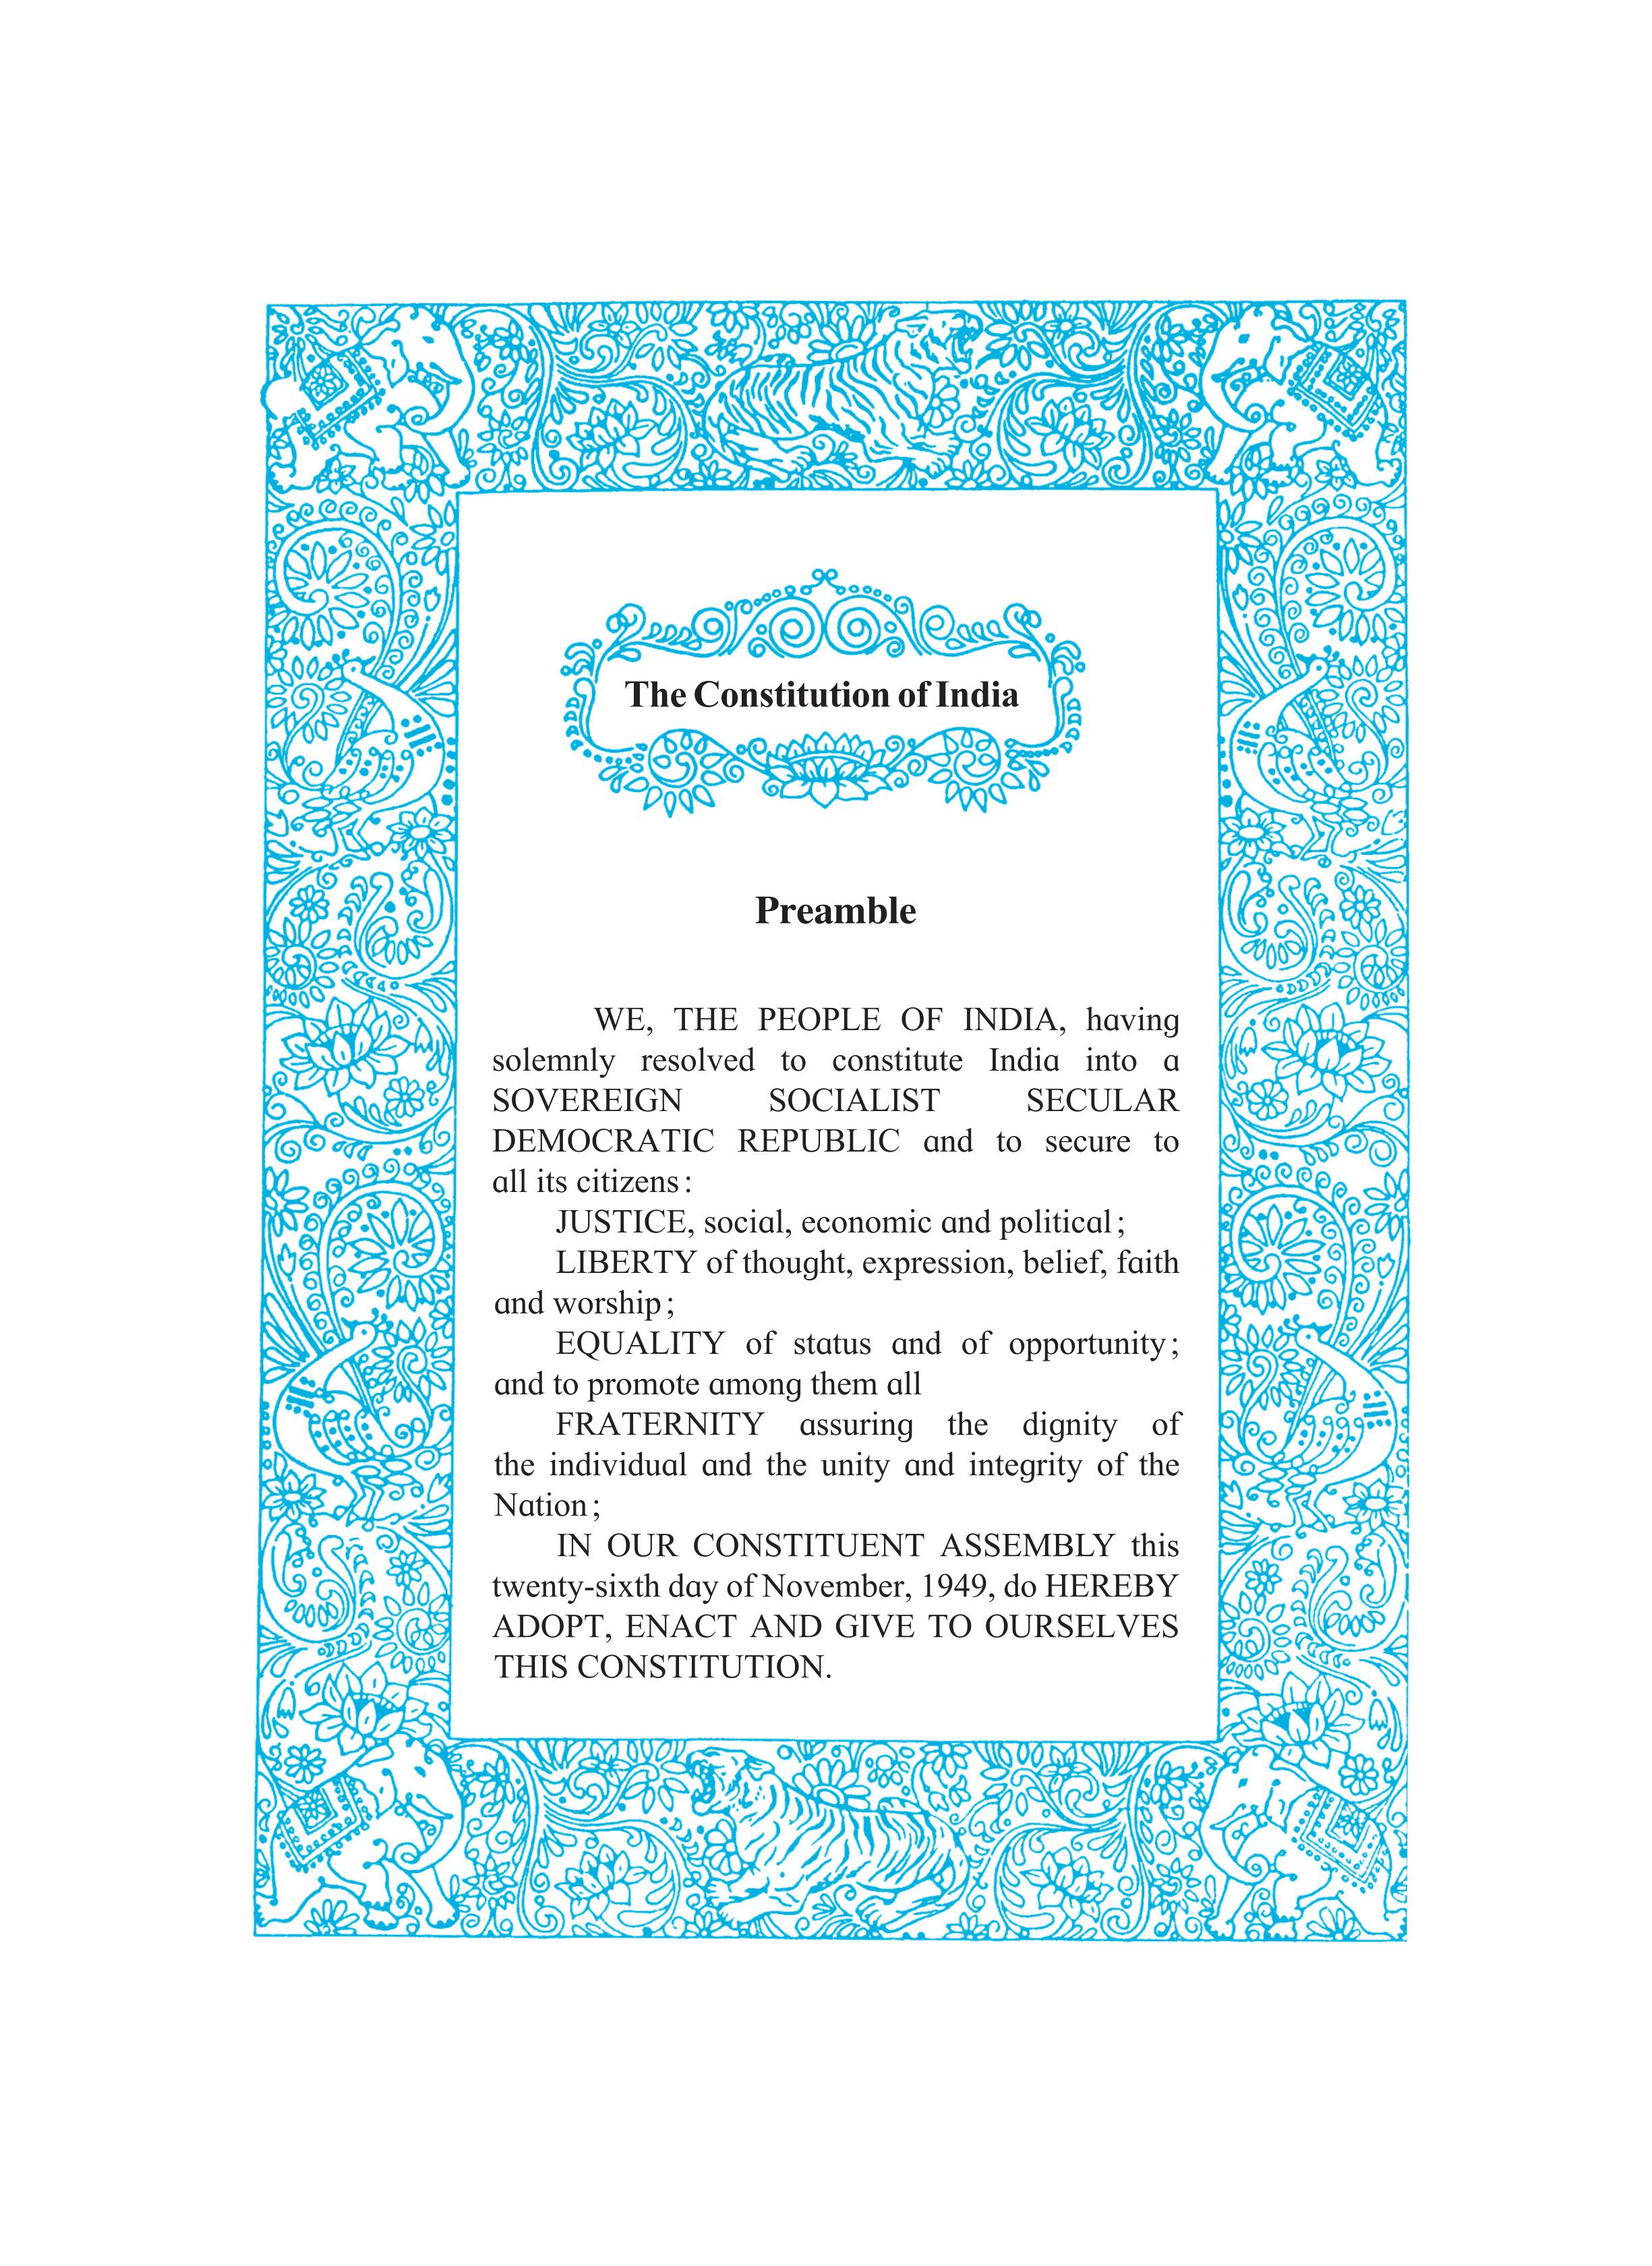 The Constitution of India
Preamble
WE, THE PEOPLE OF INDIA, having
solemnly resolved to constitute India into a
SOVEREIGN SOCIALIST SECULAR
DEMOCRATIC REPUBLIC and to secure to
all its citizens :
JUSTICE, social, economic and political ;
LIBERTY of thought, expression, belief, faith
and worship ;
EQUALITY of status and of opportunity ;
and to promote among them all
FRATERNITY assuring the dignity of
the individual and the unity and integrity of the
Nation ;
IN OUR CONSTITUENT ASSEMBLY this
twenty-sixth day of November, 1949, do HEREBY
ADOPT, ENACT AND GIVE TO OURSELVES
THIS CONSTITUTION.